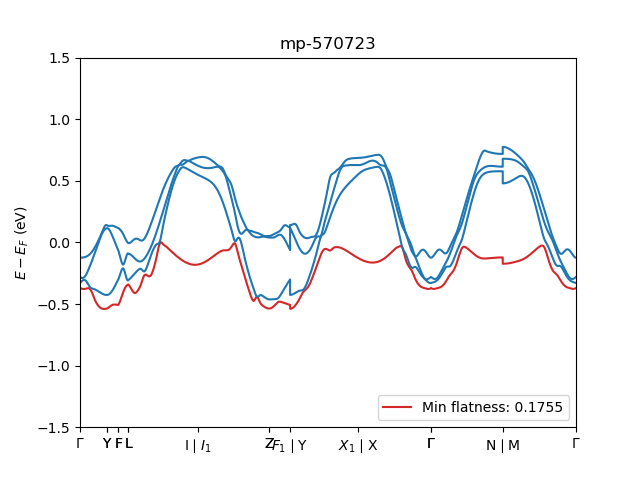 mp-570723
1.5
1.0
0.5
0.0
−0.5
−1.0
−1.5
E − E_F (eV)
Min flatness: 0.1755
Γ Y F L I | I₁ Z F₁ | Y X₁ | X Γ N | M Γ